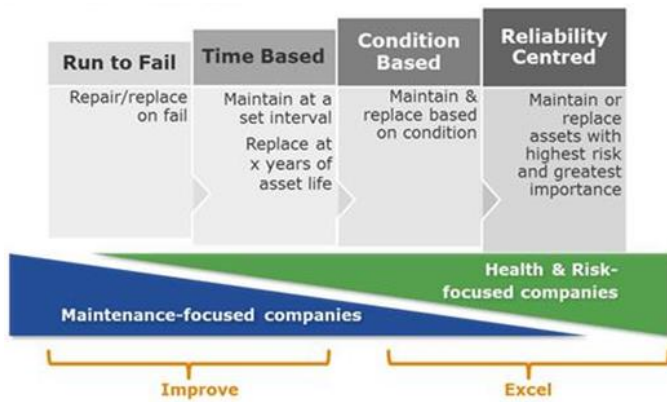 Run to Fail
Repair/replace
on fail
Time Based
Maintain at a
set interval
Replace at
x years of
asset life
Condition
Based
Maintain &
replace based
on condition
Reliability
Centred
Maintain or
replace
assets with
highest risk
and greatest
importance
Health & Risk-
focused companies
Maintenance-focused companies
Improve
Excel